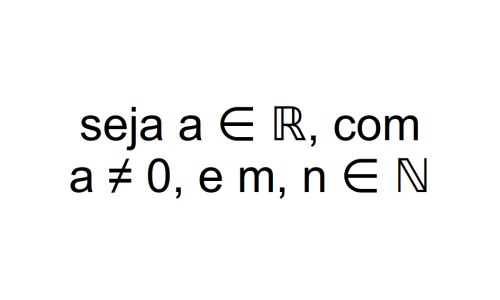 seja a ∈ ℝ, com
a ≠ 0, e m, n ∈ ℕ